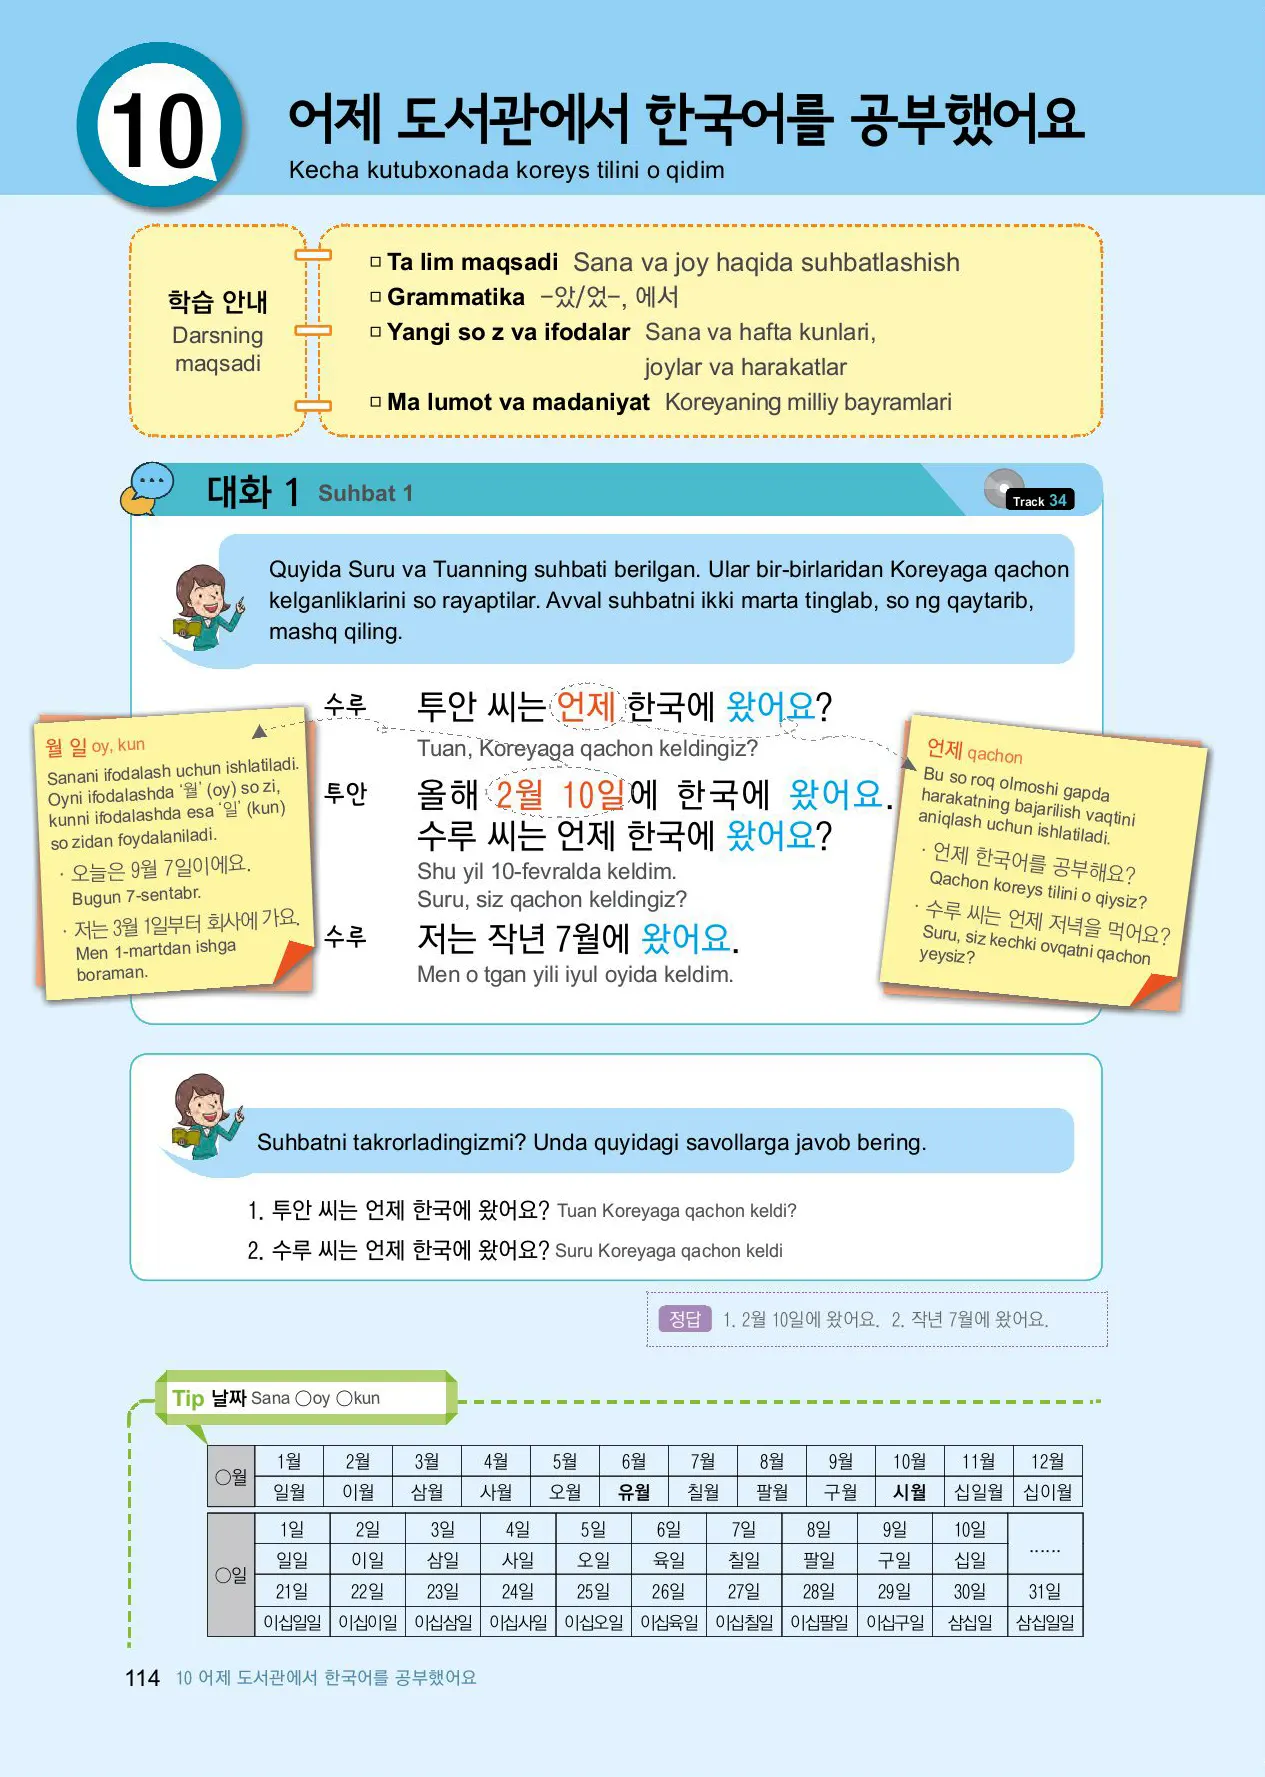 10
어제 도서관에서 한국어를 공부했어요
Kecha kutubxonada koreys tilini o qidim
학습 안내
Darsning
maqsadi
□ Ta lim maqsadi Sana va joy haqida suhbatlashish
□ Grammatika -았/었-, 에서
□ Yangi so z va ifodalar Sana va hafta kunlari,
joylar va harakatlar
□ Ma lumot va madaniyat Koreyaning milliy bayramlari
대화 1 Suhbat 1
Track 34
Quyida Suru va Tuanning suhbati berilgan. Ular bir-birlaridan Koreyaga qachon
kelganliklarini so rayaptilar. Avval suhbatni ikki marta tinglab, so ng qaytarib,
mashq qiling.
수루 투안 씨는 언제 한국에 왔어요?
Tuan, Koreyaga qachon keldingiz?
투안 올해 2월 10일에 한국에 왔어요.
수루 씨는 언제 한국에 왔어요?
Shu yil 10-fevralda keldim.
Suru, siz qachon keldingiz?
수루 저는 작년 7월에 왔어요.
Men o tgan yili iyul oyida keldim.
월 일 oy, kun
Sanani ifodalash uchun ishlatiladi.
Oyni ifodalashda ‘월’ (oy) so zi,
kunni ifodalashda esa ‘일’ (kun)
so zidan foydalaniladi.
· 오늘은 9월 7일이에요.
Bugun 7-sentabr.
· 저는 3월 1일부터 회사에 가요.
Men 1-martdan ishga
boraman.
언제 qachon
Bu so roq olmoshi gapda
harakatning bajarilish vaqtini
aniqlash uchun ishlatiladi.
· 언제 한국어를 공부해요?
Qachon koreys tilini o qiysiz?
· 수루 씨는 언제 저녁을 먹어요?
Suru, siz kechki ovqatni qachon
yeysiz?
Suhbatni takrorladingizmi? Unda quyidagi savollarga javob bering.
1. 투안 씨는 언제 한국에 왔어요? Tuan Koreyaga qachon keldi?
2. 수루 씨는 언제 한국에 왔어요? Suru Koreyaga qachon keldi
정답 1. 2월 10일에 왔어요. 2. 작년 7월에 왔어요.
Tip 날짜 Sana ○oy ○kun
○월
1월 2월 3월 4월 5월 6월 7월 8월 9월 10월 11월 12월
일월 이월 삼월 사월 오월 유월 칠월 팔월 구월 시월 십일월 십이월
○일
1일 2일 3일 4일 5일 6일 7일 8일 9일 10일 ······
일일 이일 삼일 사일 오일 육일 칠일 팔일 구일 십일
21일 22일 23일 24일 25일 26일 27일 28일 29일 30일 31일
이십일일 이십이일 이십삼일 이십사일 이십오일 이십육일 이십칠일 이십팔일 이십구일 삼십일 삼십일일
114 10 어제 도서관에서 한국어를 공부했어요